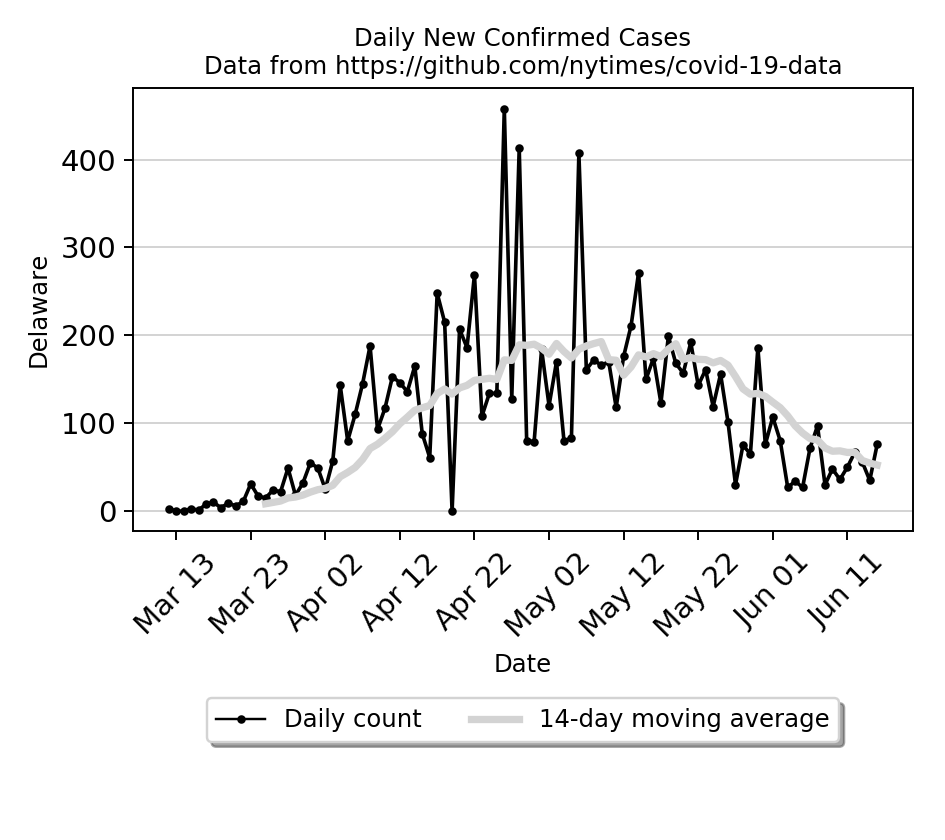 Daily New Confirmed Cases
Data from https://github.com/nytimes/covid-19-data
Delaware
400
300
200
100
0
Mar 13
Mar 23
Apr 02
Apr 12
Apr 22
May 02
May 12
May 22
Jun 01
Jun 11
Date
Daily count
14-day moving average